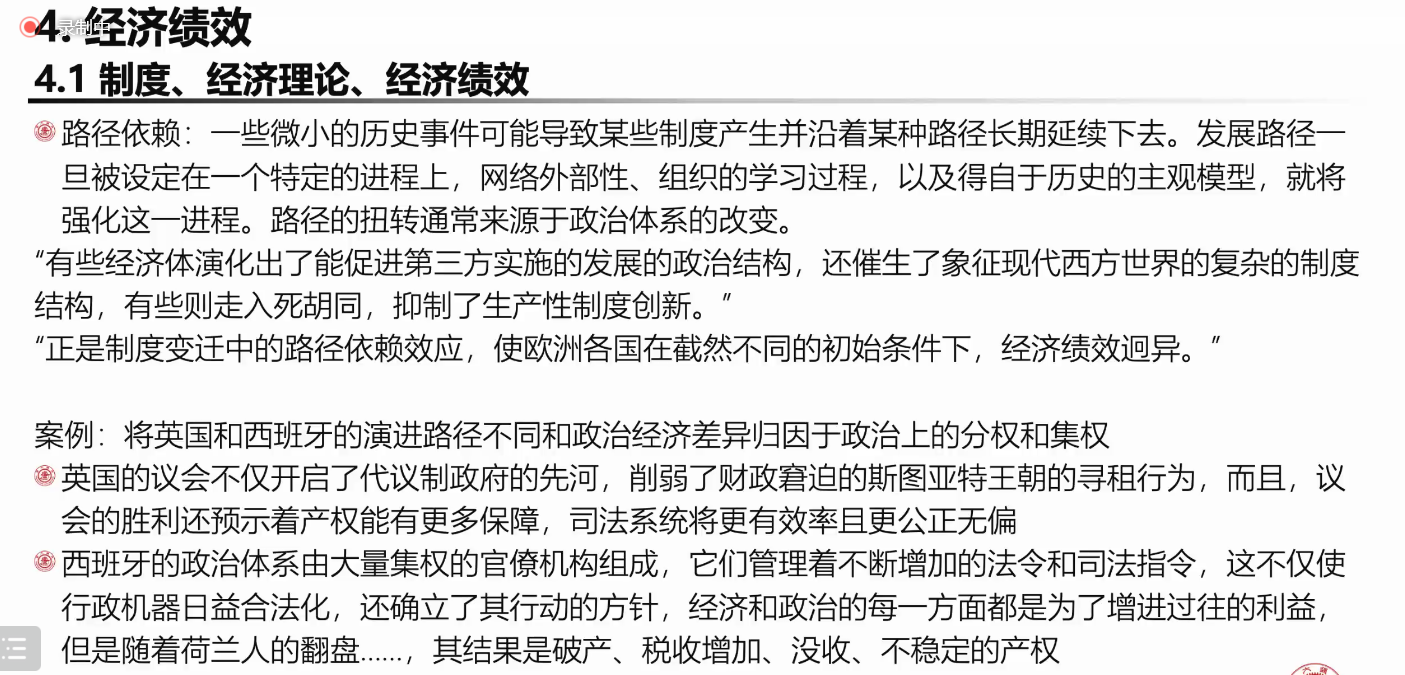 录制中
4. 经济绩效
4.1 制度、经济理论、经济绩效
路径依赖：一些微小的历史事件可能导致某些制度产生并沿着某种路径长期延续下去。发展路径一
旦被设定在一个特定的进程上，网络外部性、组织的学习过程，以及得自于历史的主观模型，就将
强化这一进程。路径的扭转通常来源于政治体系的改变。
“有些经济体演化出了能促进第三方实施的发展的政治结构，还催生了象征现代西方世界的复杂的制度
结构，有些则走入死胡同，抑制了生产性制度创新。”
“正是制度变迁中的路径依赖效应，使欧洲各国在截然不同的初始条件下，经济绩效迥异。”
案例：将英国和西班牙的演进路径不同和政治经济差异归因于政治上的分权和集权
英国的议会不仅开启了代议制政府的先河，削弱了财政窘迫的斯图亚特王朝的寻租行为，而且，议
会的胜利还预示着产权能有更多保障，司法系统将更有效率且更公正无偏
西班牙的政治体系由大量集权的官僚机构组成，它们管理着不断增加的法令和司法指令，这不仅使
行政机器日益合法化，还确立了其行动的方针，经济和政治的每一方面都是为了增进过往的利益，
但是随着荷兰人的翻盘……，其结果是破产、税收增加、没收、不稳定的产权